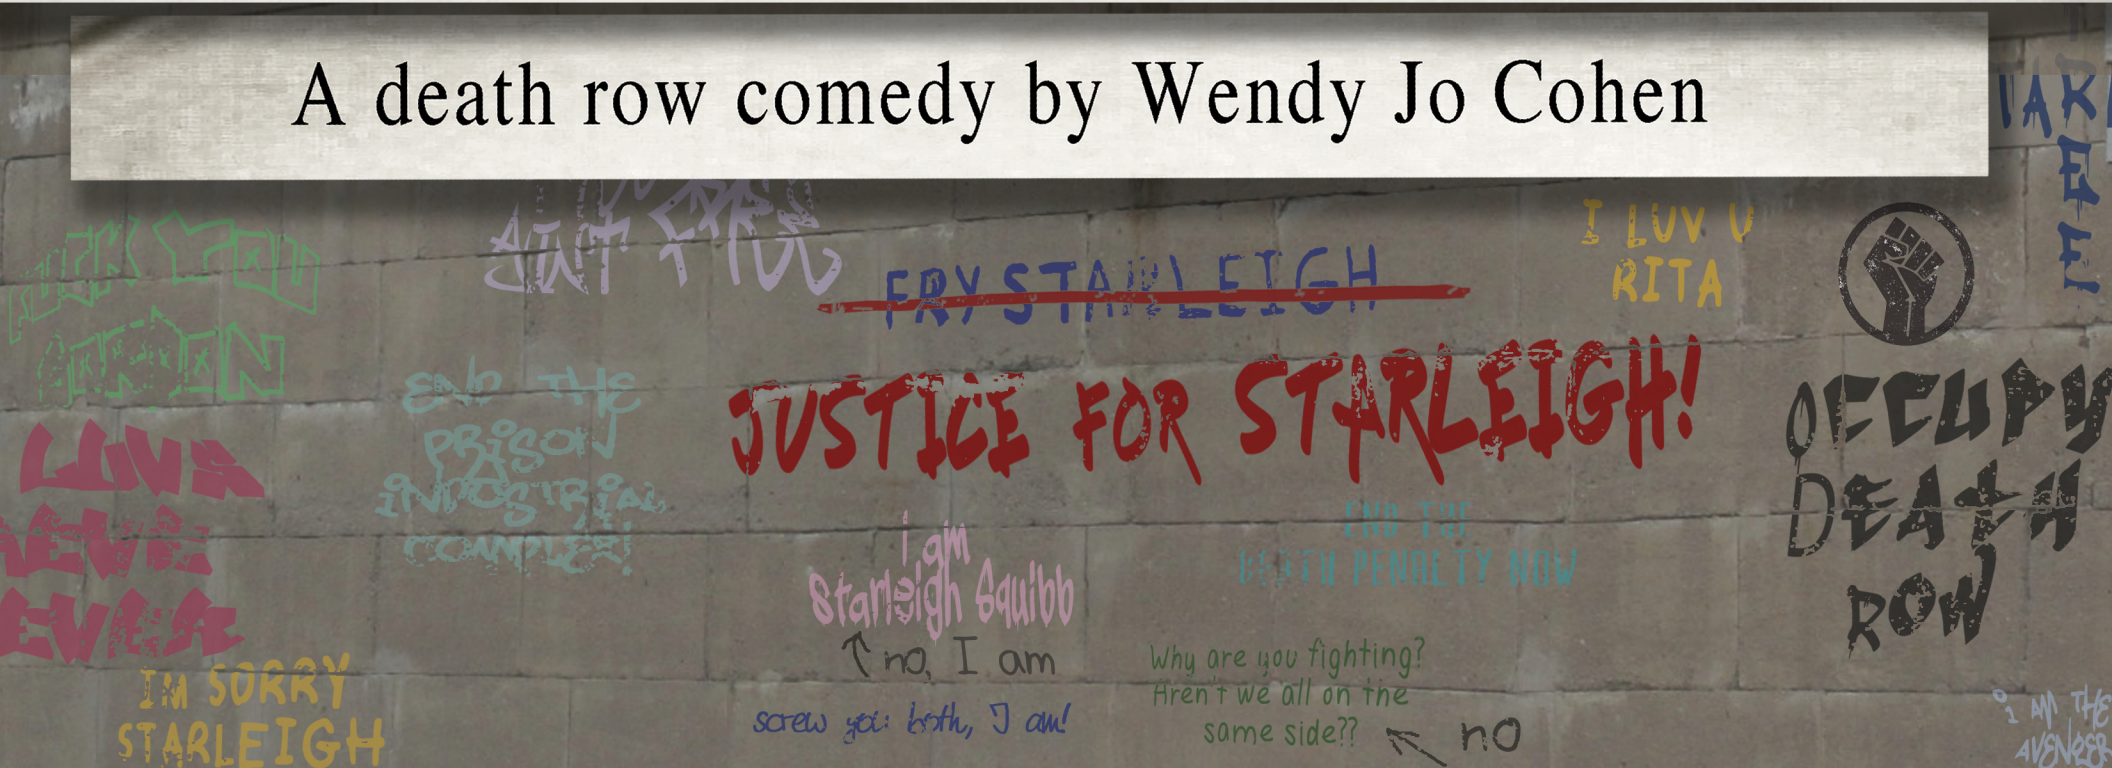 A death row comedy by Wendy Jo Cohen
AINT FREE
FRY STARLEIGH
I LUV U
RITA
JUSTICE FOR STARLEIGH!
END THE
PRISON
INDUSTRIAL
COMPLEX!
OCCUPY
DEATH
ROW
i am
Starleigh Squibb
no, I am
screw you both, I am!
END THE
DEATH PENALTY NOW
Why are you fighting?
Aren't we all on the
same side??
no
IM SORRY
STARLEIGH
I AM THE
AVENGER